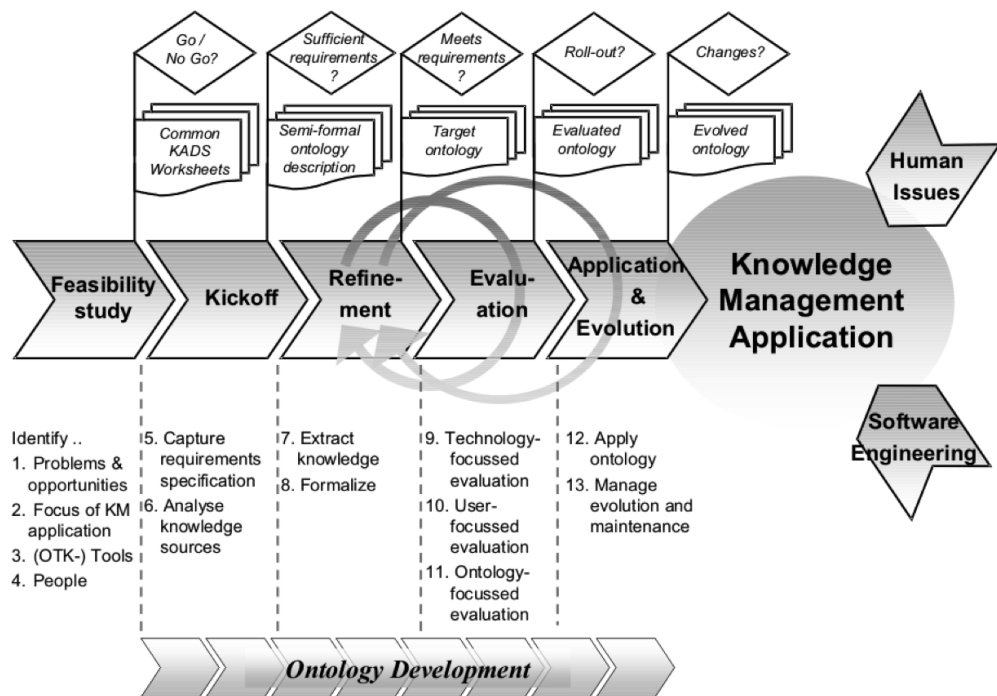 Go /
No Go?
Sufficient
requirements
?
Meets
requirements
?
Roll-out?
Changes?
Common
KADS
Worksheets
Semi-formal
ontology
description
Target
ontology
Evaluated
ontology
Evolved
ontology
Human
Issues
Feasibility
study
Kickoff
Refine-
ment
Evalu-
ation
Application
&
Evolution
Knowledge
Management
Application
Software
Engineering
Identify ..
1. Problems &
opportunities
2. Focus of KM
application
3. (OTK-) Tools
4. People
5. Capture
requirements
specification
6. Analyse
knowledge
sources
7. Extract
knowledge
8. Formalize
9. Technology-
focussed
evaluation
10. User-
focussed
evaluation
11. Ontology-
focussed
evaluation
12. Apply
ontology
13. Manage
evolution and
maintenance
Ontology Development